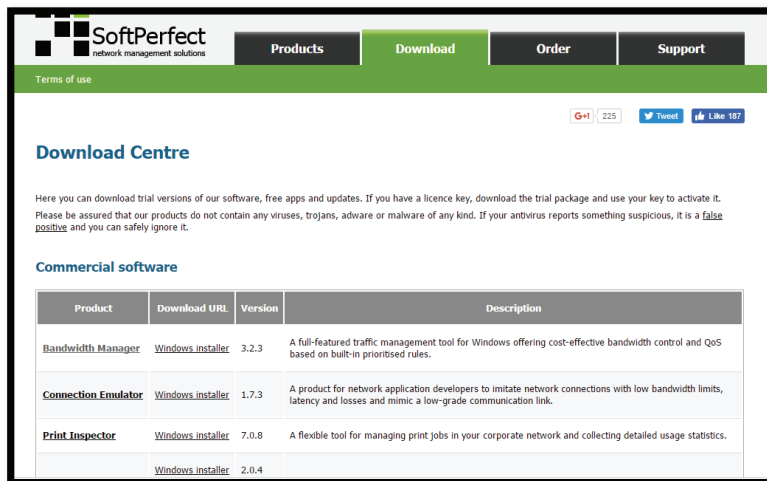 SoftPerfect
network management solutions
Products Download Order Support
Terms of use
G+1 225 Tweet Like 187
Download Centre
Here you can download trial versions of our software, free apps and updates. If you have a licence key, download the trial package and use your key to activate it.
Please be assured that our products do not contain any viruses, trojans, adware or malware of any kind. If your antivirus reports something suspicious, it is a false
positive and you can safely ignore it.
Commercial software
Product Download URL Version Description
Bandwidth Manager Windows installer 3.2.3 A full-featured traffic management tool for Windows offering cost-effective bandwidth control and QoS
based on built-in prioritised rules.
Connection Emulator Windows installer 1.7.3 A product for network application developers to imitate network connections with low bandwidth limits,
latency and losses and mimic a low-grade communication link.
Print Inspector Windows installer 7.0.8 A flexible tool for managing print jobs in your corporate network and collecting detailed usage statistics.
Windows installer 2.0.4